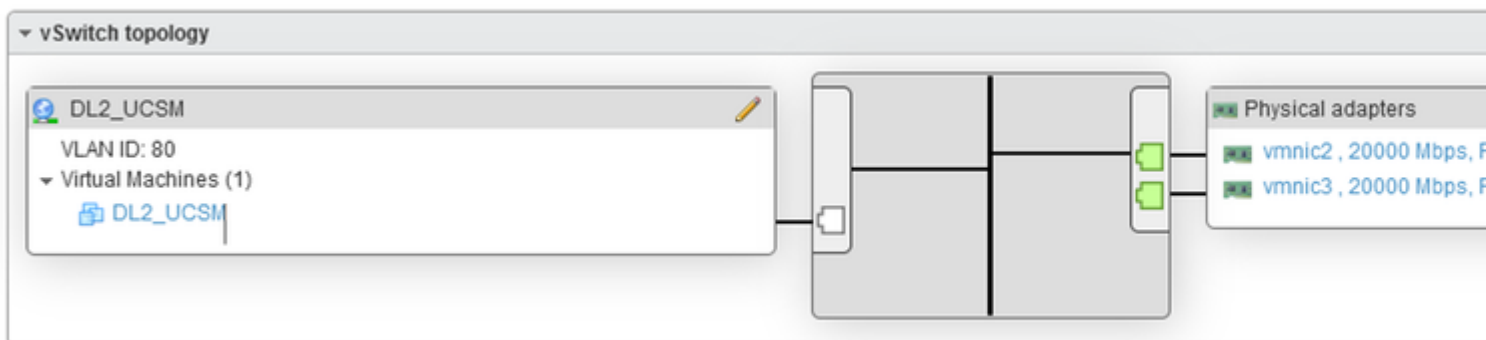 vSwitch topology
DL2_UCSM
VLAN ID: 80
Virtual Machines (1)
DL2_UCSM
Physical adapters
vmnic2 , 20000 Mbps, F
vmnic3 , 20000 Mbps, F